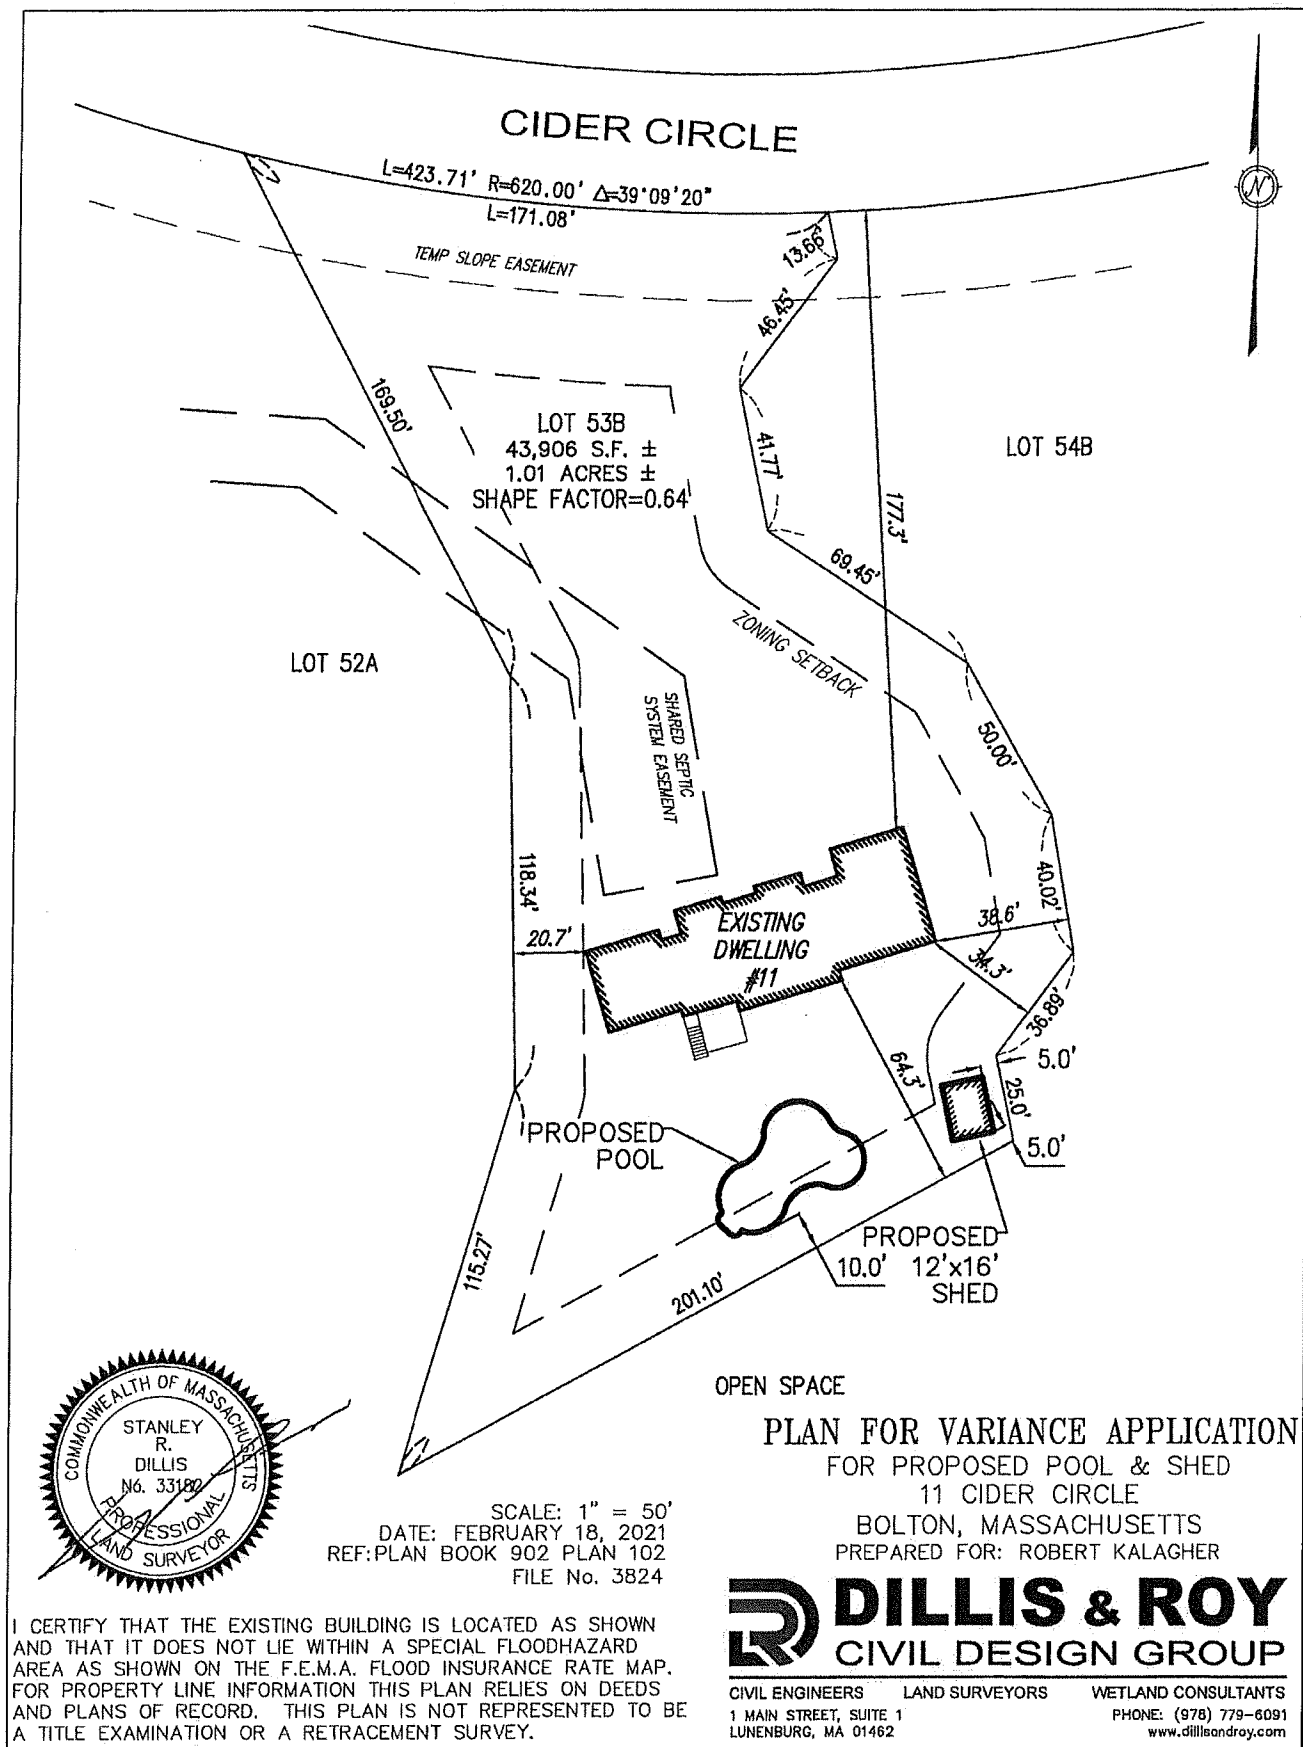 CIDER CIRCLE
L=423.71' R=620.00' Δ=39°09'20"
L=171.08'
TEMP SLOPE EASEMENT
13.66'
46.45'
169.50'
LOT 53B
43,906 S.F. ±
1.01 ACRES ±
SHAPE FACTOR=0.64
41.77'
LOT 54B
177.3'
69.45'
ZONING SETBACK
LOT 52A
SHARED SEPTIC
SYSTEM EASEMENT
50.00'
118.34'
40.02'
20.7'
EXISTING
DWELLING
#11
38.6'
34.3'
36.89'
64.3'
5.0'
25.0'
5.0'
PROPOSED
POOL
115.27'
PROPOSED
12'x16'
SHED
10.0'
201.10'
OPEN SPACE
N
COMMONWEALTH OF MASSACHUSETTS
STANLEY
R.
DILLIS
No. 33182
PROFESSIONAL
LAND SURVEYOR
SCALE: 1" = 50'
DATE: FEBRUARY 18, 2021
REF: PLAN BOOK 902 PLAN 102
FILE No. 3824
PLAN FOR VARIANCE APPLICATION
FOR PROPOSED POOL & SHED
11 CIDER CIRCLE
BOLTON, MASSACHUSETTS
PREPARED FOR: ROBERT KALAGHER
I CERTIFY THAT THE EXISTING BUILDING IS LOCATED AS SHOWN
AND THAT IT DOES NOT LIE WITHIN A SPECIAL FLOODHAZARD
AREA AS SHOWN ON THE F.E.M.A. FLOOD INSURANCE RATE MAP.
FOR PROPERTY LINE INFORMATION THIS PLAN RELIES ON DEEDS
AND PLANS OF RECORD. THIS PLAN IS NOT REPRESENTED TO BE
A TITLE EXAMINATION OR A RETRACEMENT SURVEY.
DR DILLIS & ROY
CIVIL DESIGN GROUP
CIVIL ENGINEERS LAND SURVEYORS WETLAND CONSULTANTS
1 MAIN STREET, SUITE 1
LUNENBURG, MA 01462
PHONE: (978) 779-6091
www.dillisandroy.com